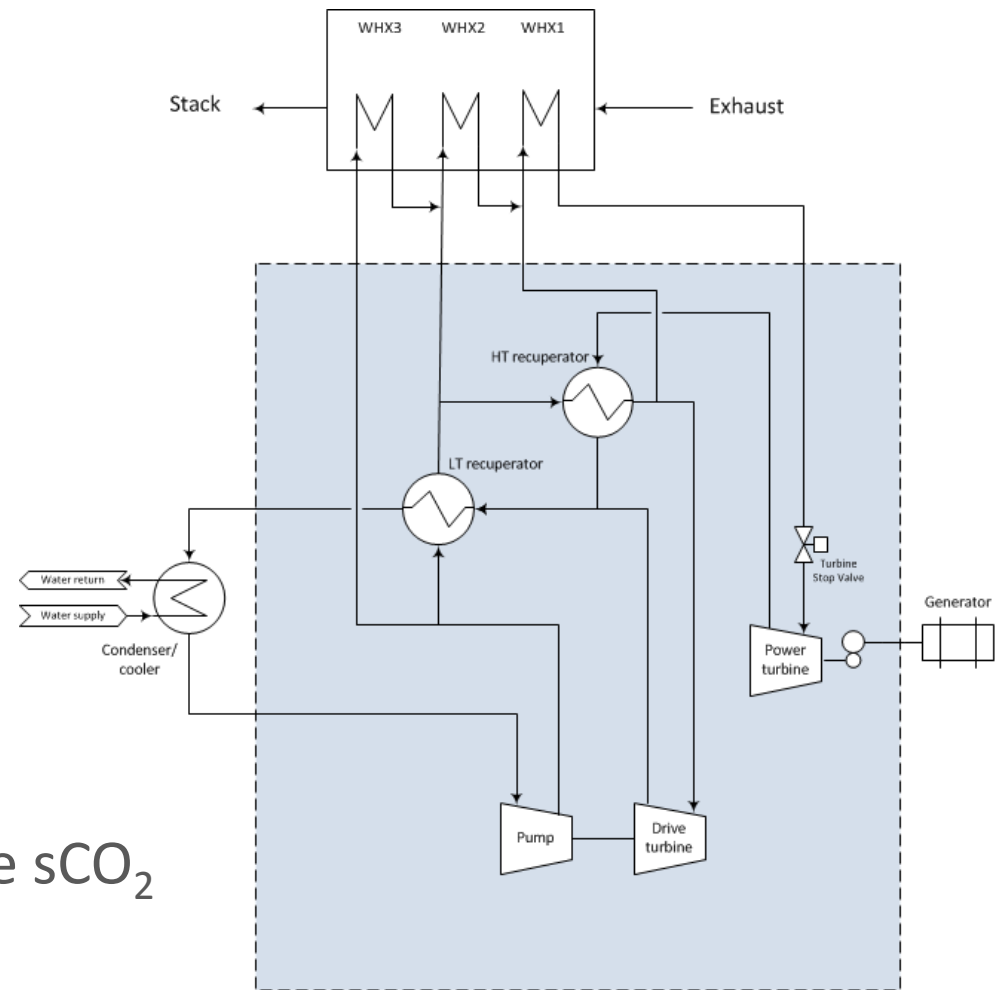 WHX3 WHX2 WHX1
Stack
Exhaust
HT recuperator
LT recuperator
Water return
Water supply
Condenser/
cooler
Turbine
Stop Valve
Generator
Power
turbine
Pump
Drive
turbine
e sCO₂